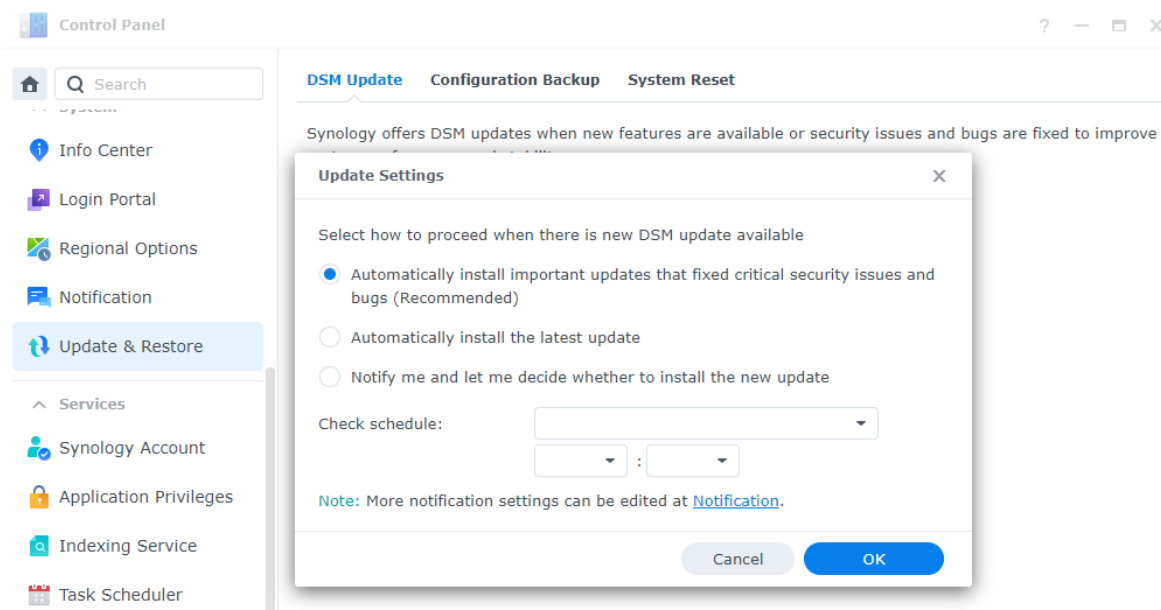 Control Panel
?
Search
DSM Update Configuration Backup System Reset
Info Center
Login Portal
Regional Options
Notification
Update & Restore
Services
Synology Account
Application Privileges
Indexing Service
Task Scheduler
Synology offers DSM updates when new features are available or security issues and bugs are fixed to improve
Update Settings
Select how to proceed when there is new DSM update available
Automatically install important updates that fixed critical security issues and
bugs (Recommended)
Automatically install the latest update
Notify me and let me decide whether to install the new update
Check schedule:
:
Note: More notification settings can be edited at Notification.
Cancel OK